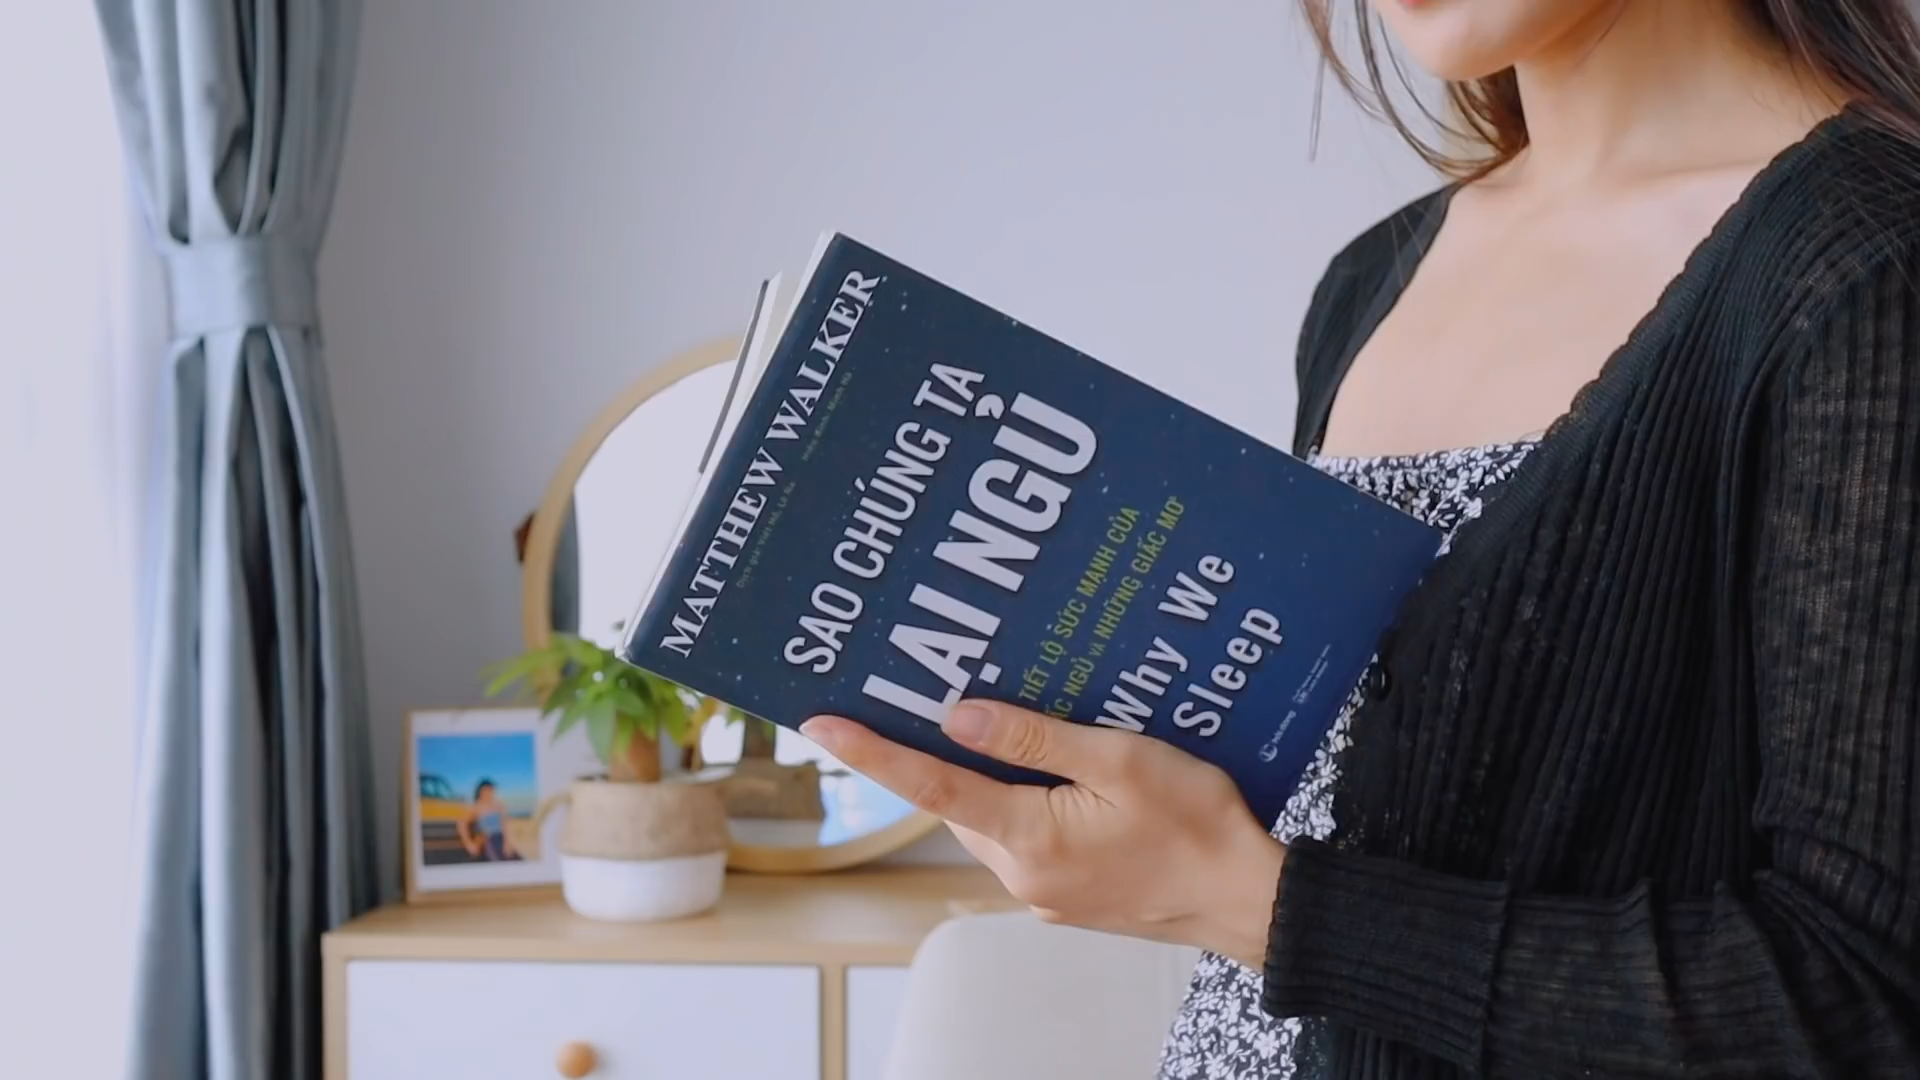 MATTHEW WALKER
SAO CHÚNG TA
LẠI NGỦ
TIẾT LỘ SỨC MẠNH CỦA
NGỦ VÀ NHỮNG GIẤC MƠ
Why We
Sleep